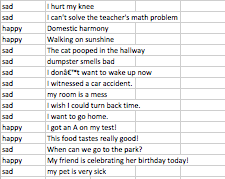 sad I hurt my knee
sad I can't solve the teacher's math problem
happy Domestic harmony
happy Walking on sunshine
sad The cat pooped in the hallway
sad dumpster smells bad
sad I donâ€™t want to wake up now
sad I witnessed a car accident.
sad my room is a mess
sad I wish I could turn back time.
sad I want to go home.
happy I got an A on my test!
happy This food tastes really good!
sad When can we go to the park?
happy My friend is celebrating her birthday today!
sad my pet is very sick